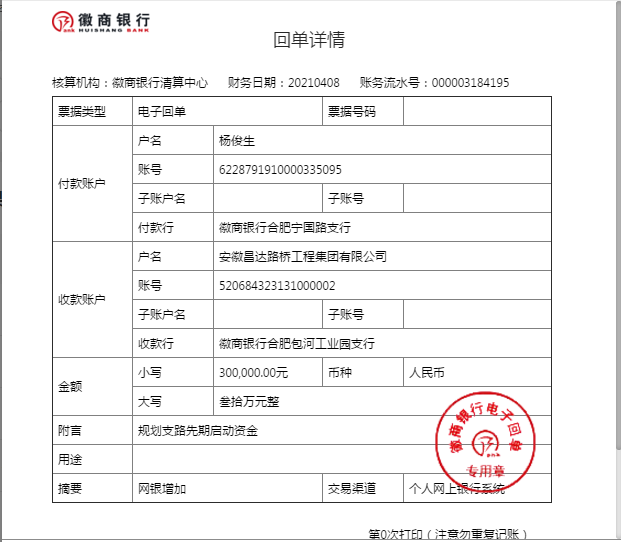 徽商银行
HUISHANG BANK
回单详情
核算机构：徽商银行清算中心 财务日期：20210408 账务流水号：000003184195
票据类型 电子回单 票据号码
付款账户
户名 杨俊生
账号 6228791910000335095
子账户名 子账号
付款行 徽商银行合肥宁国路支行
收款账户
户名 安徽昌达路桥工程集团有限公司
账号 520684323131000002
子账户名 子账号
收款行 徽商银行合肥包河工业园支行
金额
小写 300,000.00元 币种 人民币
大写 叁拾万元整
附言 规划支路先期启动资金
用途
摘要 网银增加 交易渠道 个人网上银行系统
徽商银行电子回单
专用章
第0次打印（注意勿重复记账）